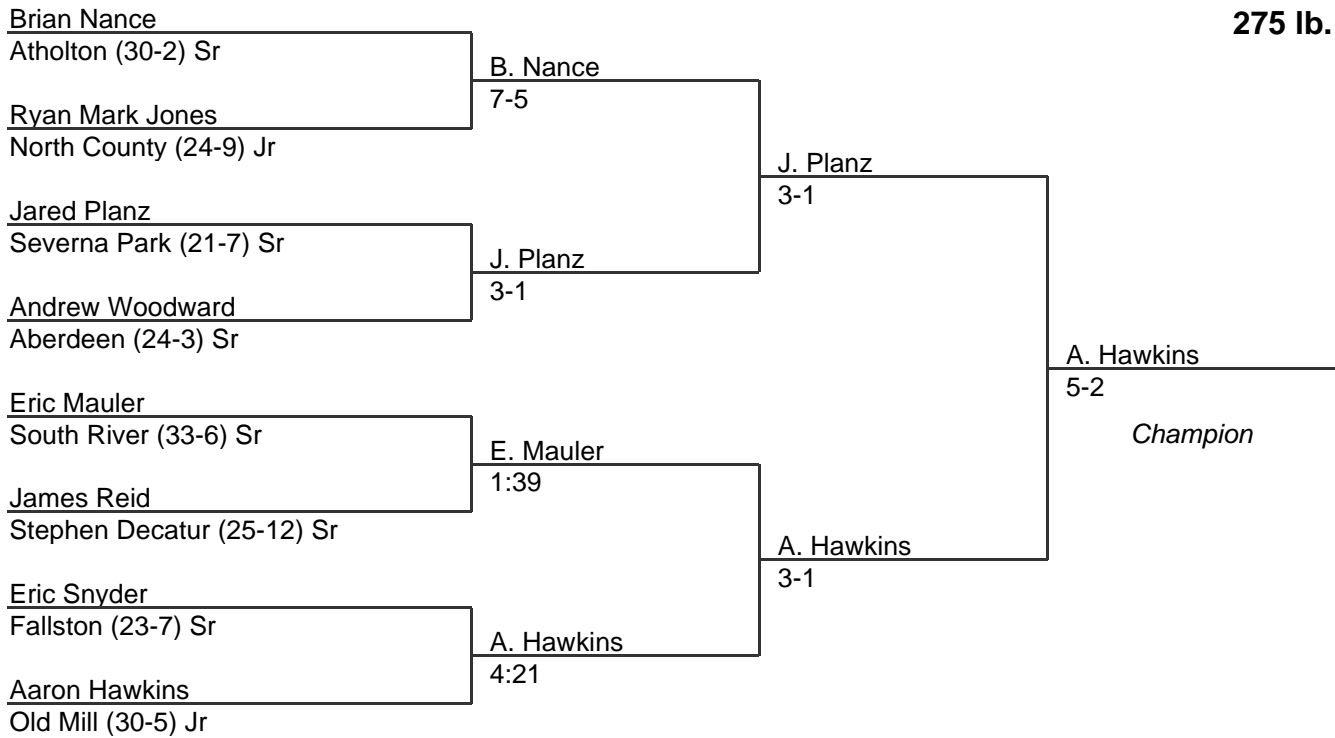 275 lb.
Brian Nance
Atholton (30-2) Sr
B. Nance
7-5
Ryan Mark Jones
North County (24-9) Jr
J. Planz
3-1
Jared Planz
Severna Park (21-7) Sr
J. Planz
3-1
Andrew Woodward
Aberdeen (24-3) Sr
A. Hawkins
5-2
Champion
Eric Mauler
South River (33-6) Sr
E. Mauler
1:39
James Reid
Stephen Decatur (25-12) Sr
A. Hawkins
3-1
Eric Snyder
Fallston (23-7) Sr
A. Hawkins
4:21
Aaron Hawkins
Old Mill (30-5) Jr